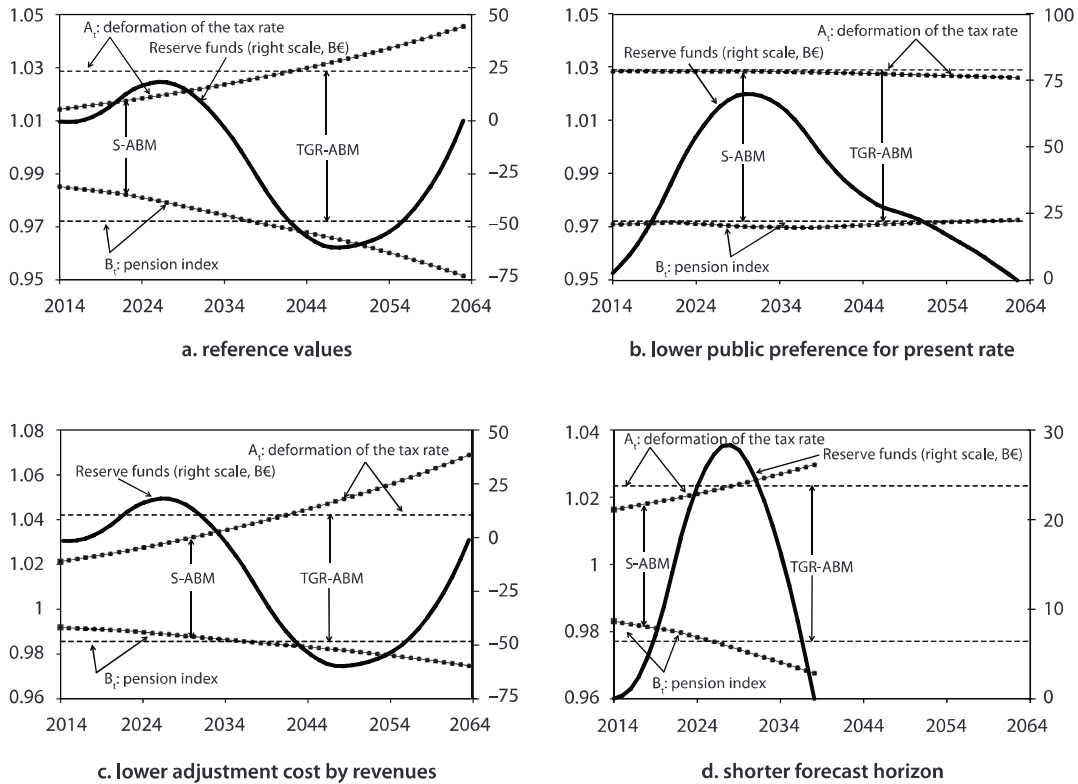 1.05
1.03
1.01
0.99
0.97
0.95
50
25
0
−25
−50
−75
A_t: deformation of the tax rate
Reserve funds (right scale, B€)
S-ABM
TGR-ABM
B_t: pension index
2014 2024 2034 2044 2054 2064
a. reference values
1.05
1.03
1.01
0.99
0.97
0.95
100
75
50
25
0
A_t: deformation of the tax rate
Reserve funds (right scale, B€)
S-ABM
TGR-ABM
B_t: pension index
2014 2024 2034 2044 2054 2064
b. lower public preference for present rate
1.08
1.06
1.04
1.02
1
0.98
0.96
50
25
0
−25
−50
−75
A_t: deformation of the tax rate
Reserve funds (right scale, B€)
S-ABM
TGR-ABM
B_t: pension index
2014 2024 2034 2044 2054 2064
c. lower adjustment cost by revenues
1.04
1.02
1
0.98
0.96
30
20
10
0
A_t: deformation of the tax rate
Reserve funds (right scale, B€)
S-ABM
TGR-ABM
B_t: pension index
2014 2024 2034 2044 2054 2064
d. shorter forecast horizon